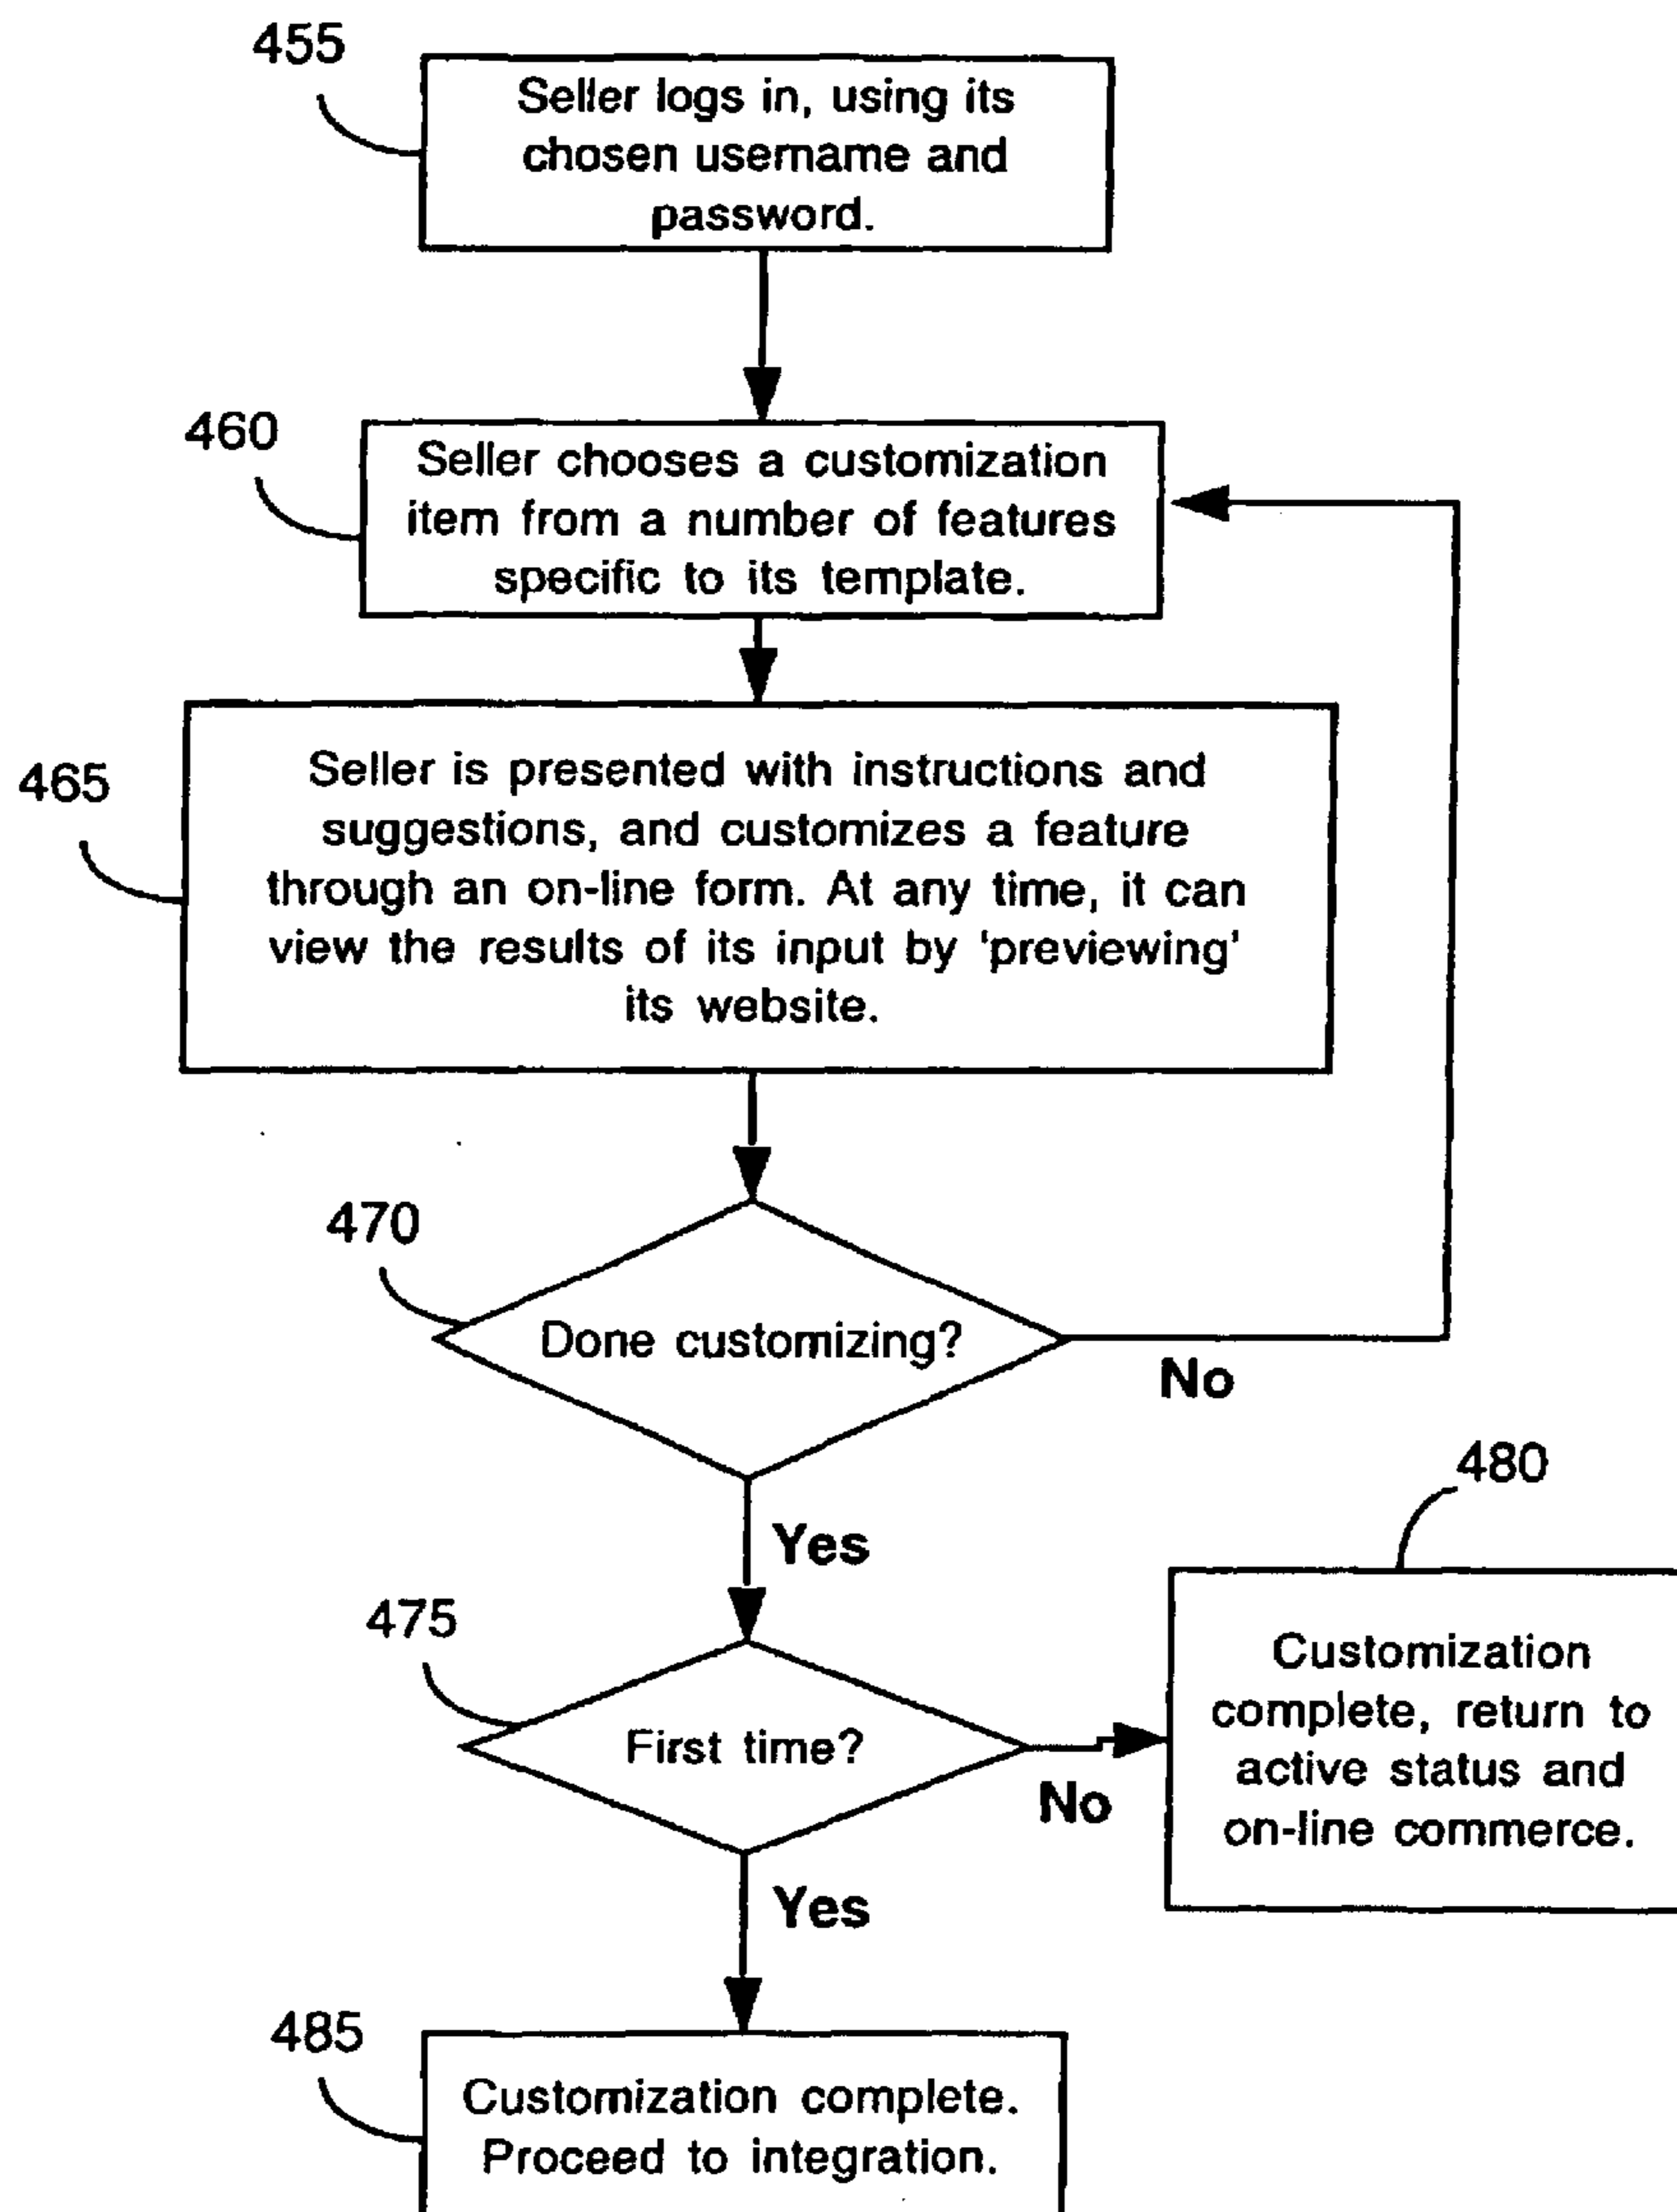 455
Seller logs in, using its
chosen username and
password.
460
Seller chooses a customization
item from a number of features
specific to its template.
465
Seller is presented with instructions and
suggestions, and customizes a feature
through an on-line form. At any time, it can
view the results of its input by 'previewing'
its website.
470
Done customizing?
No
Yes
480
475
First time?
No
Customization
complete, return to
active status and
on-line commerce.
Yes
485
Customization complete.
Proceed to integration.